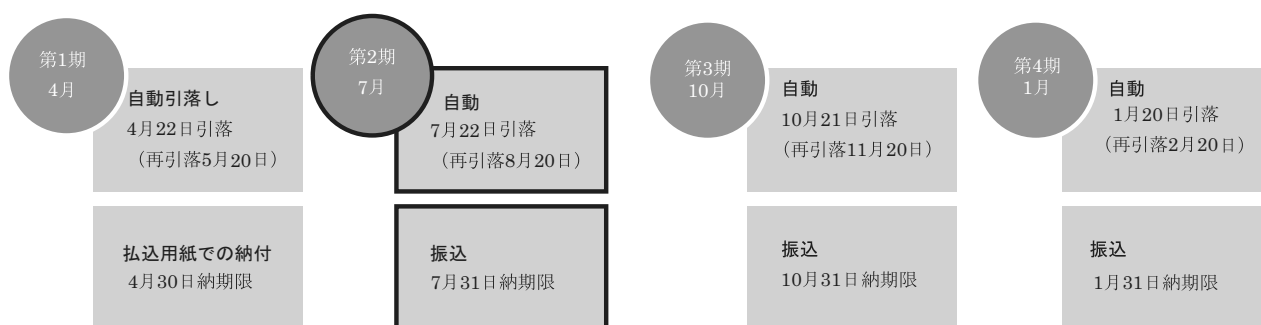 第1期
4月
自動引落し
4月22日引落
（再引落5月20日）
払込用紙での納付
4月30日納期限
第2期
7月
自動
7月22日引落
（再引落8月20日）
振込
7月31日納期限
第3期
10月
自動
10月21日引落
（再引落11月20日）
振込
10月31日納期限
第4期
1月
自動
1月20日引落
（再引落2月20日）
振込
1月31日納期限